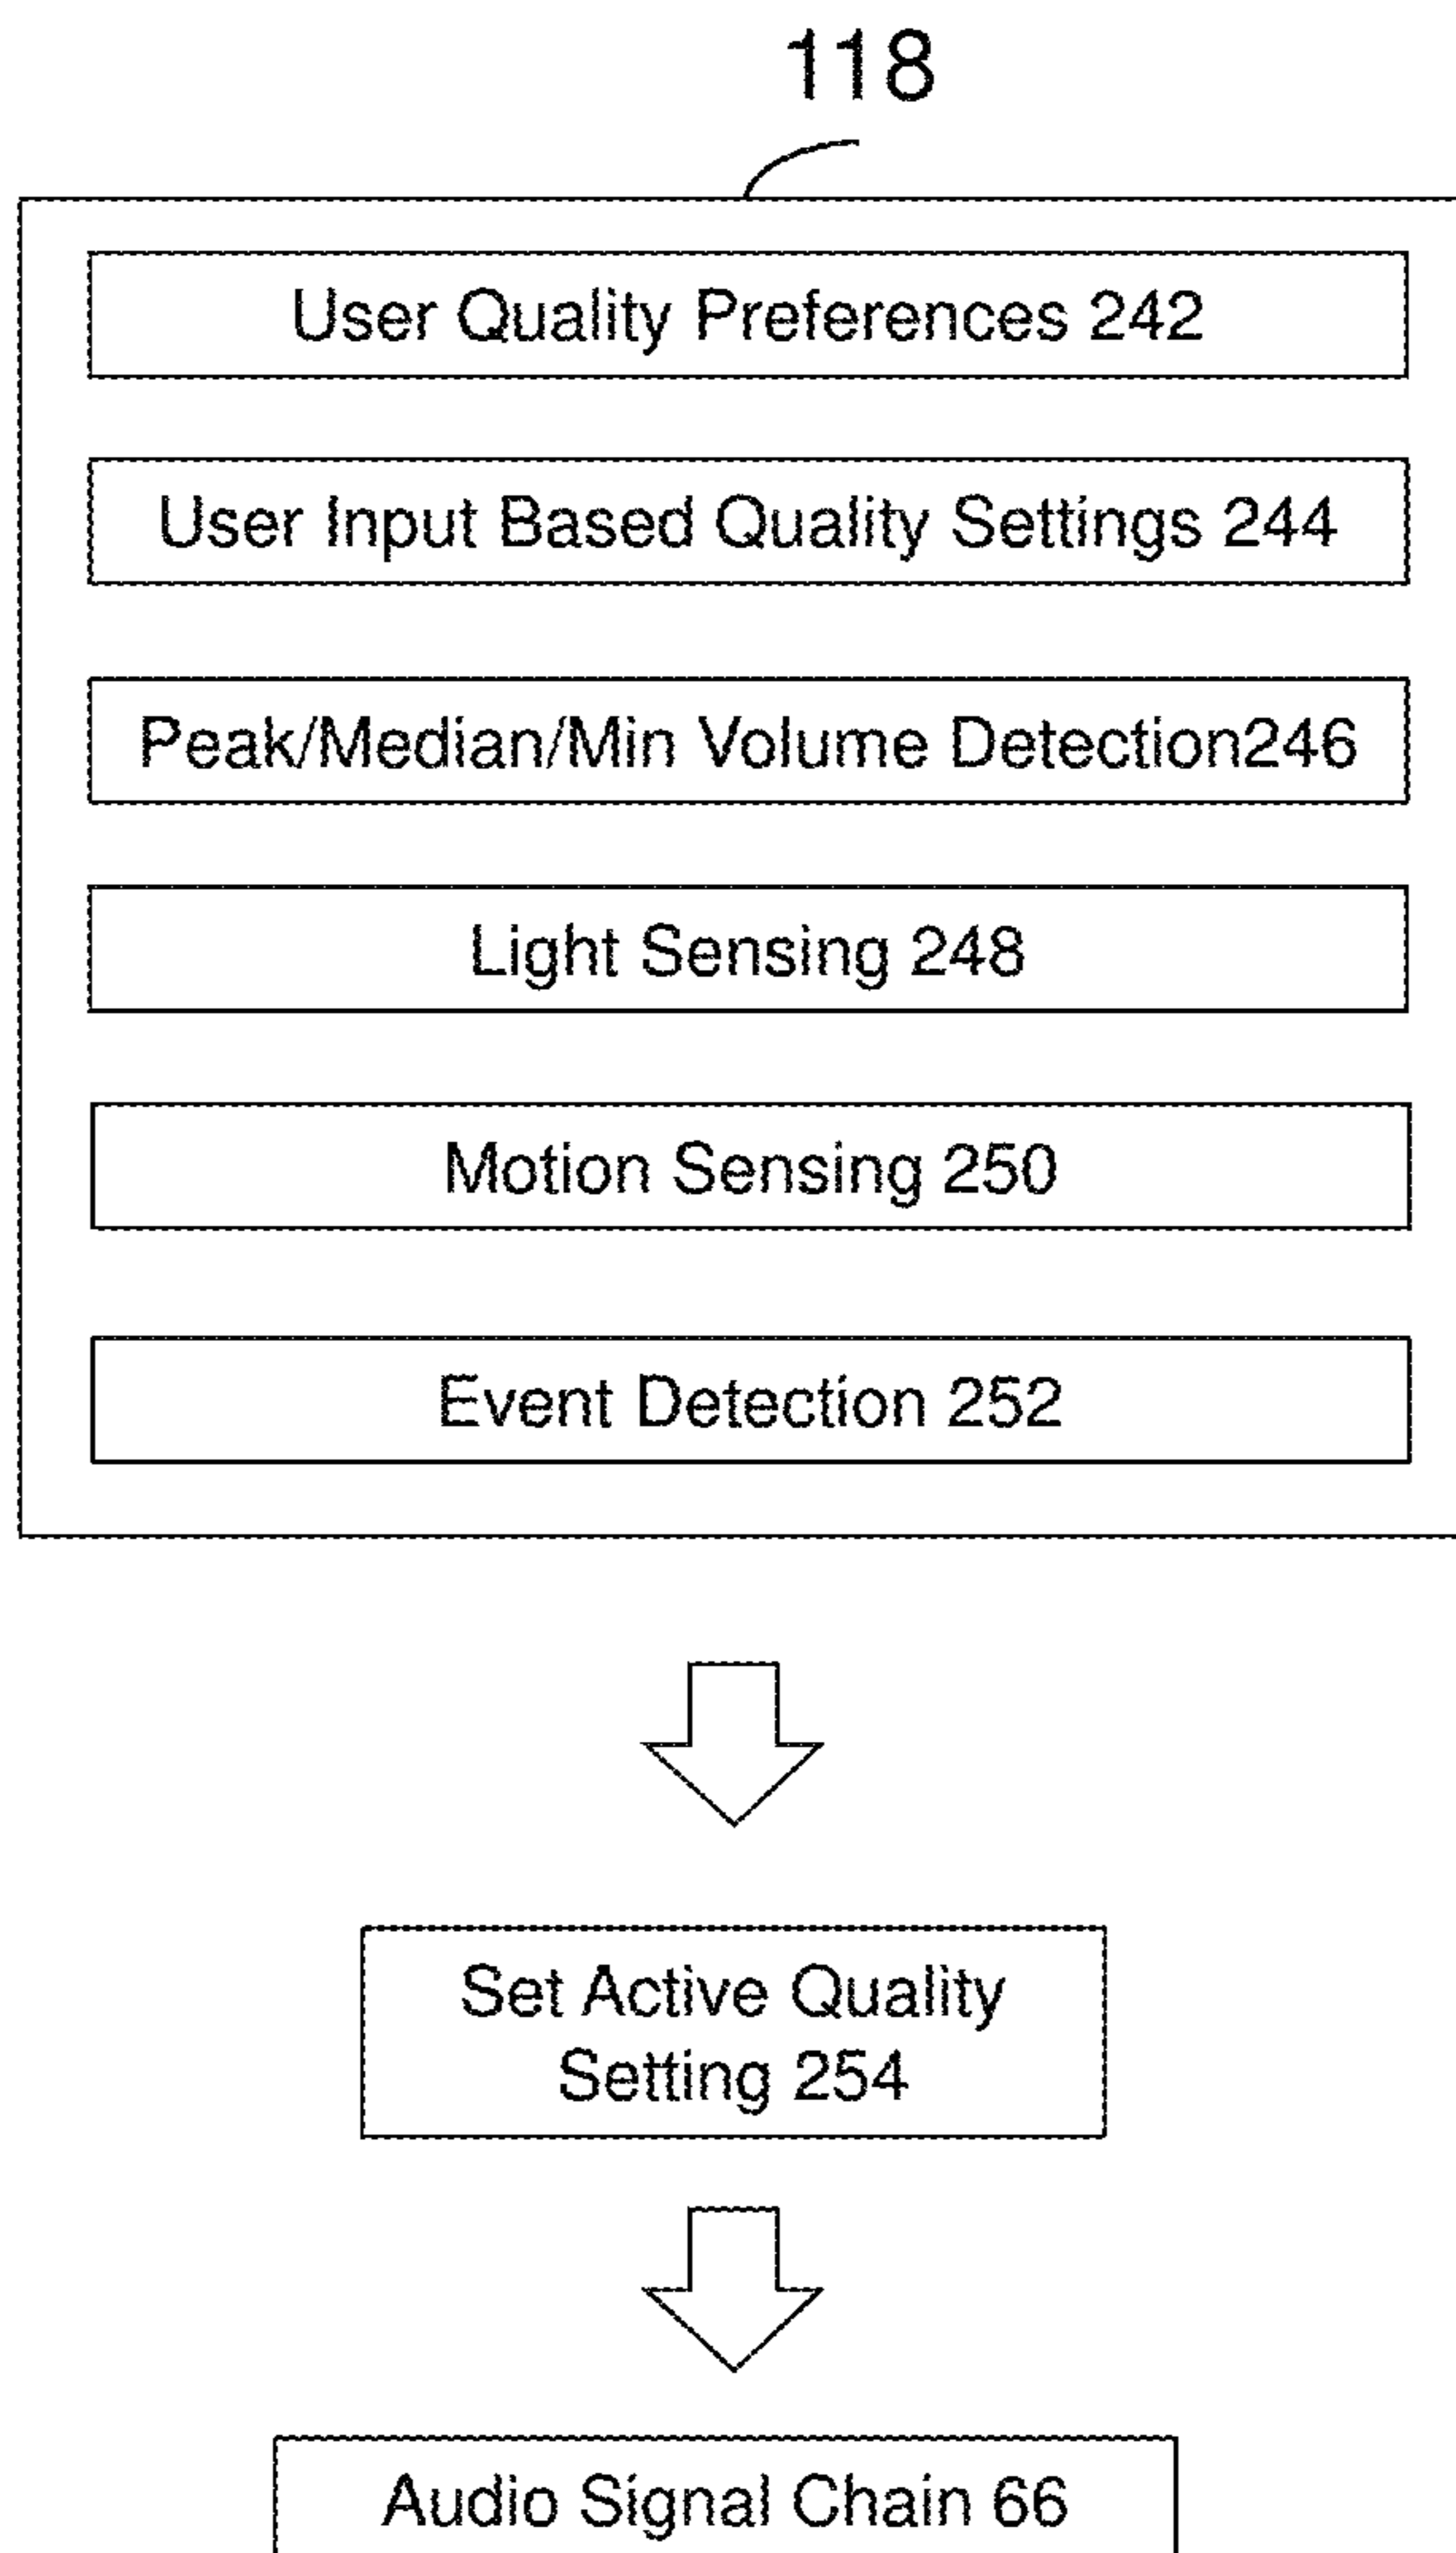 118
User Quality Preferences 242
User Input Based Quality Settings 244
Peak/Median/Min Volume Detection246
Light Sensing 248
Motion Sensing 250
Event Detection 252
Set Active Quality
Setting 254
Audio Signal Chain 66